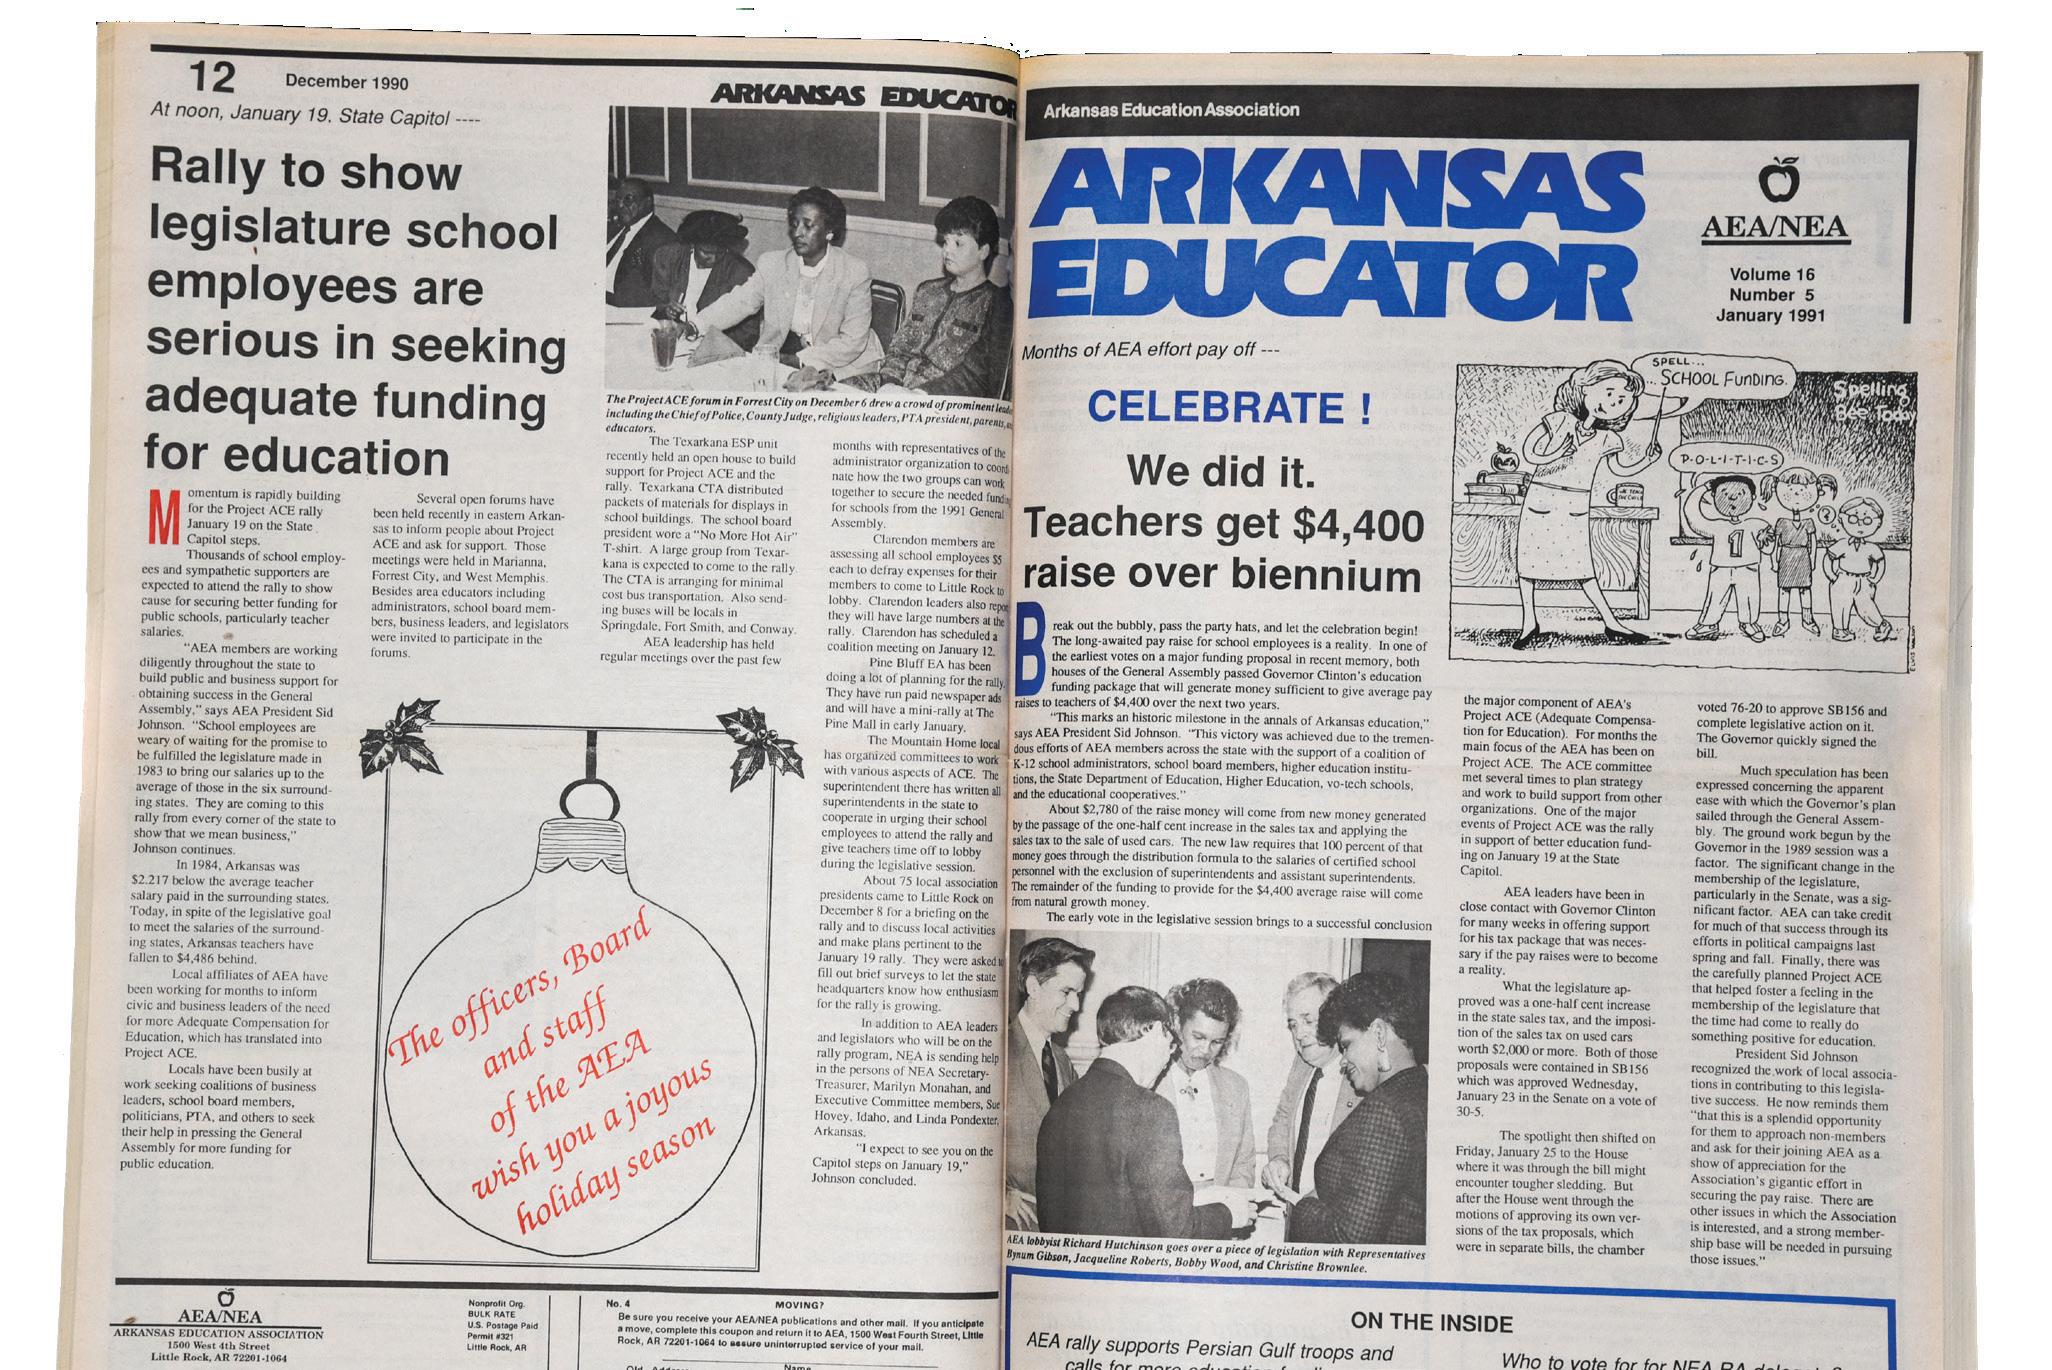 12
December 1990
ARKANSAS EDUCATOR
At noon, January 19. State Capitol ----
Rally to show
legislature school
employees are
serious in seeking
adequate funding
for education
Momentum is rapidly building
for the Project ACE rally
January 19 on the State
Capitol steps.
Thousands of school employ-
ees and sympathetic supporters are
expected to attend the rally to show
cause for securing better funding for
public schools, particularly teacher
salaries.
"AEA members are working
diligently throughout the state to
build public and business support for
obtaining success in the General
Assembly," says AEA President Sid
Johnson. "School employees are
weary of waiting for the promise to
be fulfilled the legislature made in
1983 to bring our salaries up to the
average of those in the six surround-
ing states. They are coming to this
rally from every corner of the state to
show that we mean business,"
Johnson continues.
In 1984, Arkansas was
$2.217 below the average teacher
salary paid in the surrounding states.
Today, in spite of the legislative goal
to meet the salaries of the surround-
ing states, Arkansas teachers have
fallen to $4,486 behind.
Local affiliates of AEA have
been working for months to inform
civic and business leaders of the need
for more Adequate Compensation for
Education, which has translated into
Project ACE.
Locals have been busily at
work seeking coalitions of business
leaders, school board members,
politicians, PTA, and others to seek
their help in pressing the General
Assembly for more funding for
public education.
Several open forums have
been held recently in eastern Arkan-
sas to inform people about Project
ACE and ask for support. Those
meetings were held in Marianna,
Forrest City, and West Memphis.
Besides area educators including
administrators, school board mem-
bers, business leaders, and legislators
were invited to participate in the
forums.
The Project ACE forum in Forrest City on December 6 drew a crowd of prominent
including the Chief of Police, County Judge, religious leaders, PTA president, parents,
educators.
The Texarkana ESP unit
recently held an open house to build
support for Project ACE and the
rally. Texarkana CTA distributed
packets of materials for displays in
school buildings. The school board
president wore a "No More Hot Air"
T-shirt. A large group from Texar-
kana is expected to come to the rally.
The CTA is arranging for minimal
cost bus transportation. Also send-
ing buses will be locals in
Springdale, Fort Smith, and Conway.
AEA leadership has held
regular meetings over the past few
months with representatives of the
administrator organization to coord
nate how the two groups can work
together to secure the needed fund
for schools from the 1991 General
Assembly.
Clarendon members are
assessing all school employees $5
each to defray expenses for their
members to come to Little Rock to
lobby. Clarendon leaders also report
they will have large numbers at the
rally. Clarendon has scheduled a
coalition meeting on January 12.
Pine Bluff EA has been
doing a lot of planning for the rally.
They have run paid newspaper ads
and will have a mini-rally at The
Pine Mall in early January.
The Mountain Home local
has organized committees to work
with various aspects of ACE. The
superintendent there has written all
superintendents in the state to
cooperate in urging their school
employees to attend the rally and
give teachers time off to lobby
during the legislative session.
About 75 local association
presidents came to Little Rock on
December 8 for a briefing on the
rally and to discuss local activities
and make plans pertinent to the
January 19 rally. They were asked to
fill out brief surveys to let the state
headquarters know how enthusiasm
for the rally is growing.
In addition to AEA leaders
and legislators who will be on the
rally program, NEA is sending help
in the persons of NEA Secretary-
Treasurer, Marilyn Monahan, and
Executive Committee members, Sue
Hovey, Idaho, and Linda Pondexter,
Arkansas.
"I expect to see you on the
Capitol steps on January 19,"
Johnson concluded.
The officers, Board
and staff
of the AEA
wish you a joyous
holiday season
AEA/NEA
ARKANSAS EDUCATION ASSOCIATION
1500 West 4th Street
Little Rock, AR 72201-1064
Nonprofit Org.
BULK RATE
U.S. Postage Paid
Permit #321
Little Rock, AR
No. 4
MOVING?
Be sure you receive your AEA/NEA publications and other mail. If you anticipate
a move, complete this coupon and return it to AEA, 1500 West Fourth Street, Little
Rock, AR 72201-1064 to assure uninterrupted service of your mail.
Old Address
Name
Arkansas Education Association
ARKANSAS
EDUCATOR
AEA/NEA
Volume 16
Number 5
January 1991
Months of AEA effort pay off ---
CELEBRATE !
We did it.
Teachers get $4,400
raise over biennium
SPELL...
...SCHOOL FUNDING.
Spelling
Bee Today
P-O-L-I-T-I-C-S
1
?
Break out the bubbly, pass the party hats, and let the celebration begin!
The long-awaited pay raise for school employees is a reality. In one of
the earliest votes on a major funding proposal in recent memory, both
houses of the General Assembly passed Governor Clinton's education
funding package that will generate money sufficient to give average pay
raises to teachers of $4,400 over the next two years.
"This marks an historic milestone in the annals of Arkansas education,"
says AEA President Sid Johnson. "This victory was achieved due to the tremen-
dous efforts of AEA members across the state with the support of a coalition of
K-12 school administrators, school board members, higher education institu-
tions, the State Department of Education, Higher Education, vo-tech schools,
and the educational cooperatives."
About $2,780 of the raise money will come from new money generated
by the passage of the one-half cent increase in the sales tax and applying the
sales tax to the sale of used cars. The new law requires that 100 percent of that
money goes through the distribution formula to the salaries of certified school
personnel with the exclusion of superintendents and assistant superintendents.
The remainder of the funding to provide for the $4,400 average raise will come
from natural growth money.
The early vote in the legislative session brings to a successful conclusion
AEA lobbyist Richard Hutchinson goes over a piece of legislation with Representatives
Bynum Gibson, Jacqueline Roberts, Bobby Wood, and Christine Brownlee.
the major component of AEA's
Project ACE (Adequate Compensa-
tion for Education). For months the
main focus of the AEA has been on
Project ACE. The ACE committee
met several times to plan strategy
and work to build support from other
organizations. One of the major
events of Project ACE was the rally
in support of better education fund-
ing on January 19 at the State
Capitol.
AEA leaders have been in
close contact with Governor Clinton
for many weeks in offering support
for his tax package that was neces-
sary if the pay raises were to become
a reality.
What the legislature ap-
proved was a one-half cent increase
in the state sales tax, and the imposi-
tion of the sales tax on used cars
worth $2,000 or more. Both of those
proposals were contained in SB156
which was approved Wednesday,
January 23 in the Senate on a vote of
30-5.
The spotlight then shifted on
Friday, January 25 to the House
where it was through the bill might
encounter tougher sledding. But
after the House went through the
motions of approving its own ver-
sions of the tax proposals, which
were in separate bills, the chamber
voted 76-20 to approve SB156 and
complete legislative action on it.
The Governor quickly signed the
bill.
Much speculation has been
expressed concerning the apparent
ease with which the Governor's plan
sailed through the General Assem-
bly. The ground work begun by the
Governor in the 1989 session was a
factor. The significant change in the
membership of the legislature,
particularly in the Senate, was a sig-
nificant factor. AEA can take credit
for much of that success through its
efforts in political campaigns last
spring and fall. Finally, there was
the carefully planned Project ACE
that helped foster a feeling in the
membership of the legislature that
the time had come to really do
something positive for education.
President Sid Johnson
recognized the work of local associa-
tions in contributing to this legisla-
tive success. He now reminds them
"that this is a splendid opportunity
for them to approach non-members
and ask for their joining AEA as a
show of appreciation for the
Association's gigantic effort in
securing the pay raise. There are
other issues in which the Association
is interested, and a strong member-
ship base will be needed in pursuing
those issues."
ON THE INSIDE
AEA rally supports Persian Gulf troops and
calls for more education
Who to vote for for NEA RA